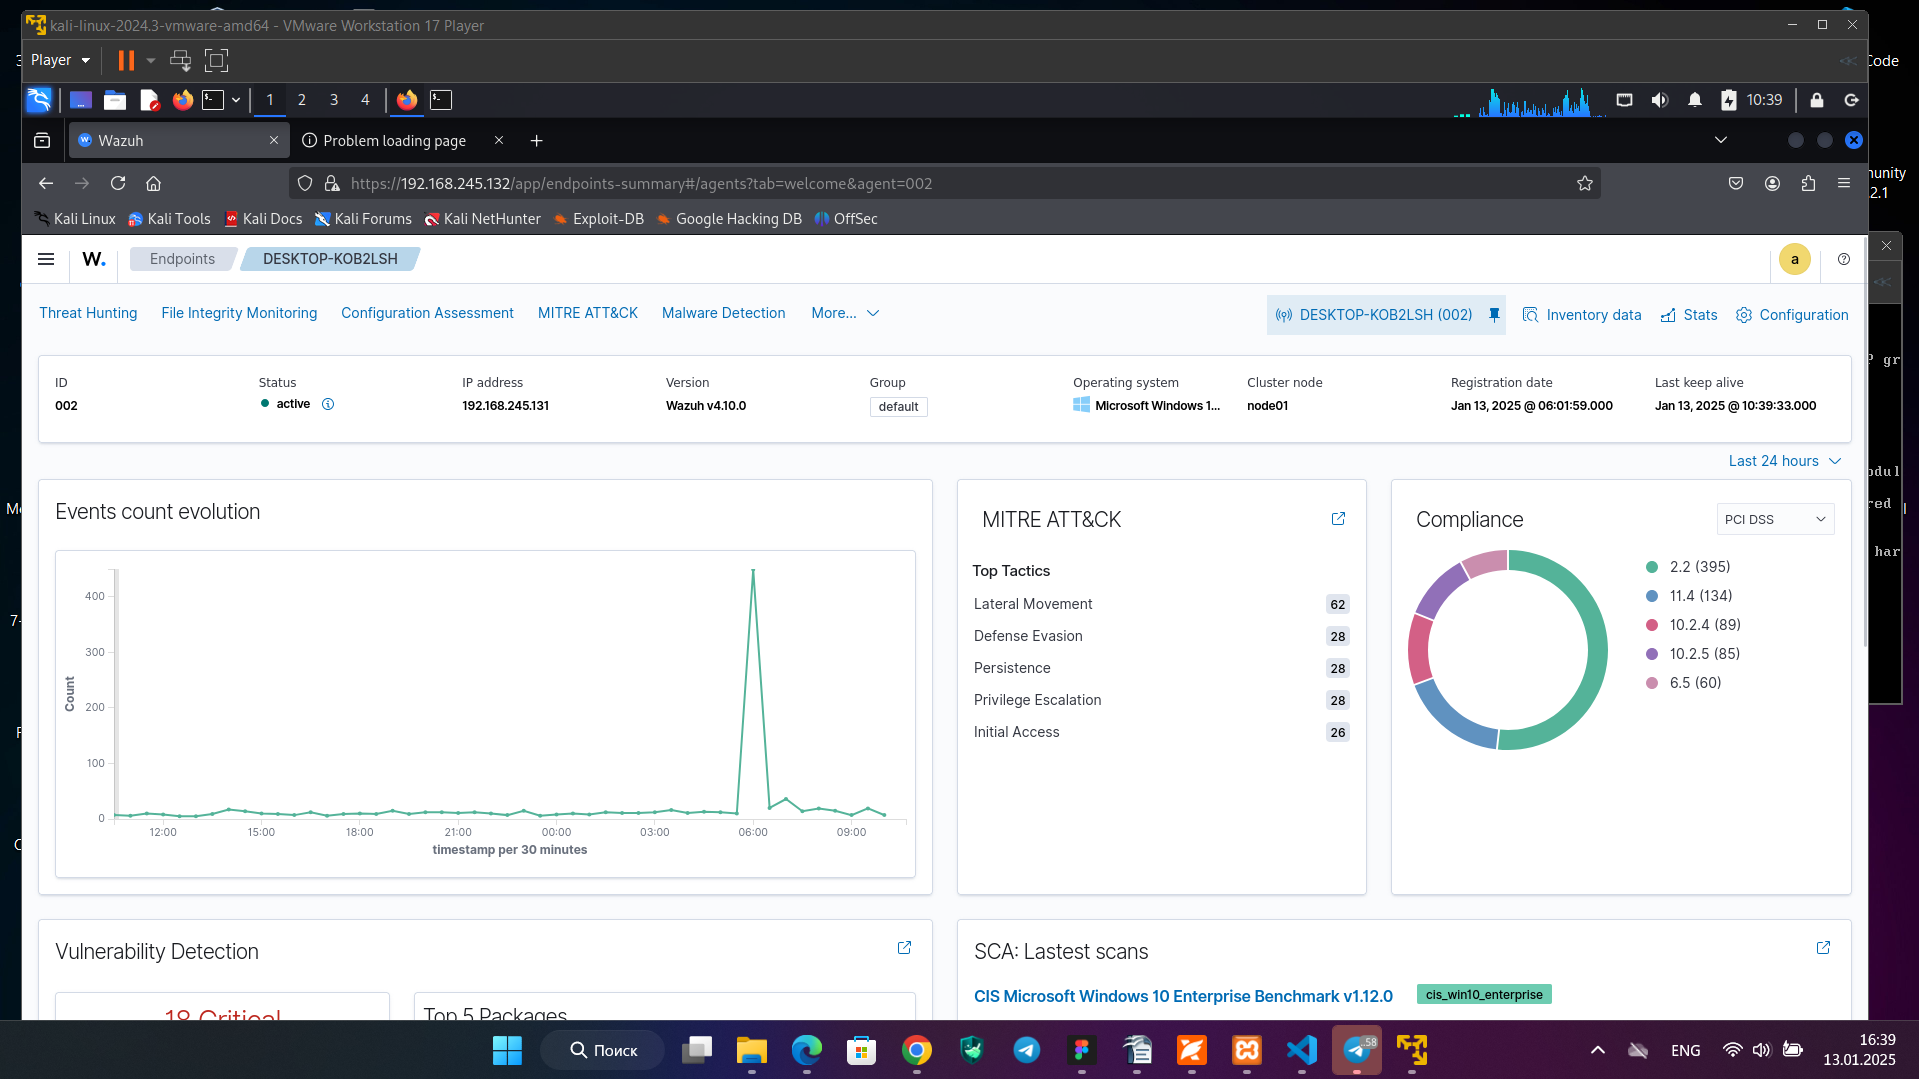 kali-linux-2024.3-vmware-amd64 - VMware Workstation 17 Player
Player
Code
1 2 3 4
10:39
Wazuh
Problem loading page
https://192.168.245.132/app/endpoints-summary#/agents?tab=welcome&agent=002
Kali Linux Kali Tools Kali Docs Kali Forums Kali NetHunter Exploit-DB Google Hacking DB OffSec
W. Endpoints DESKTOP-KOB2LSH a
Threat Hunting File Integrity Monitoring Configuration Assessment MITRE ATT&CK Malware Detection More... DESKTOP-KOB2LSH (002) Inventory data Stats Configuration
ID Status IP address Version Group Operating system Cluster node Registration date Last keep alive
002 active 192.168.245.131 Wazuh v4.10.0 default Microsoft Windows 1... node01 Jan 13, 2025 @ 06:01:59.000 Jan 13, 2025 @ 10:39:33.000
Last 24 hours
Events count evolution
400
300
200
100
0
Count
12:00 15:00 18:00 21:00 00:00 03:00 06:00 09:00
timestamp per 30 minutes
MITRE ATT&CK
Top Tactics
Lateral Movement 62
Defense Evasion 28
Persistence 28
Privilege Escalation 28
Initial Access 26
Compliance
PCI DSS
2.2 (395)
11.4 (134)
10.2.4 (89)
10.2.5 (85)
6.5 (60)
Vulnerability Detection
18 Critical
Top 5 Packages
SCA: Lastest scans
CIS Microsoft Windows 10 Enterprise Benchmark v1.12.0 cis_win10_enterprise
Поиск
.58
ENG
16:39
13.01.2025